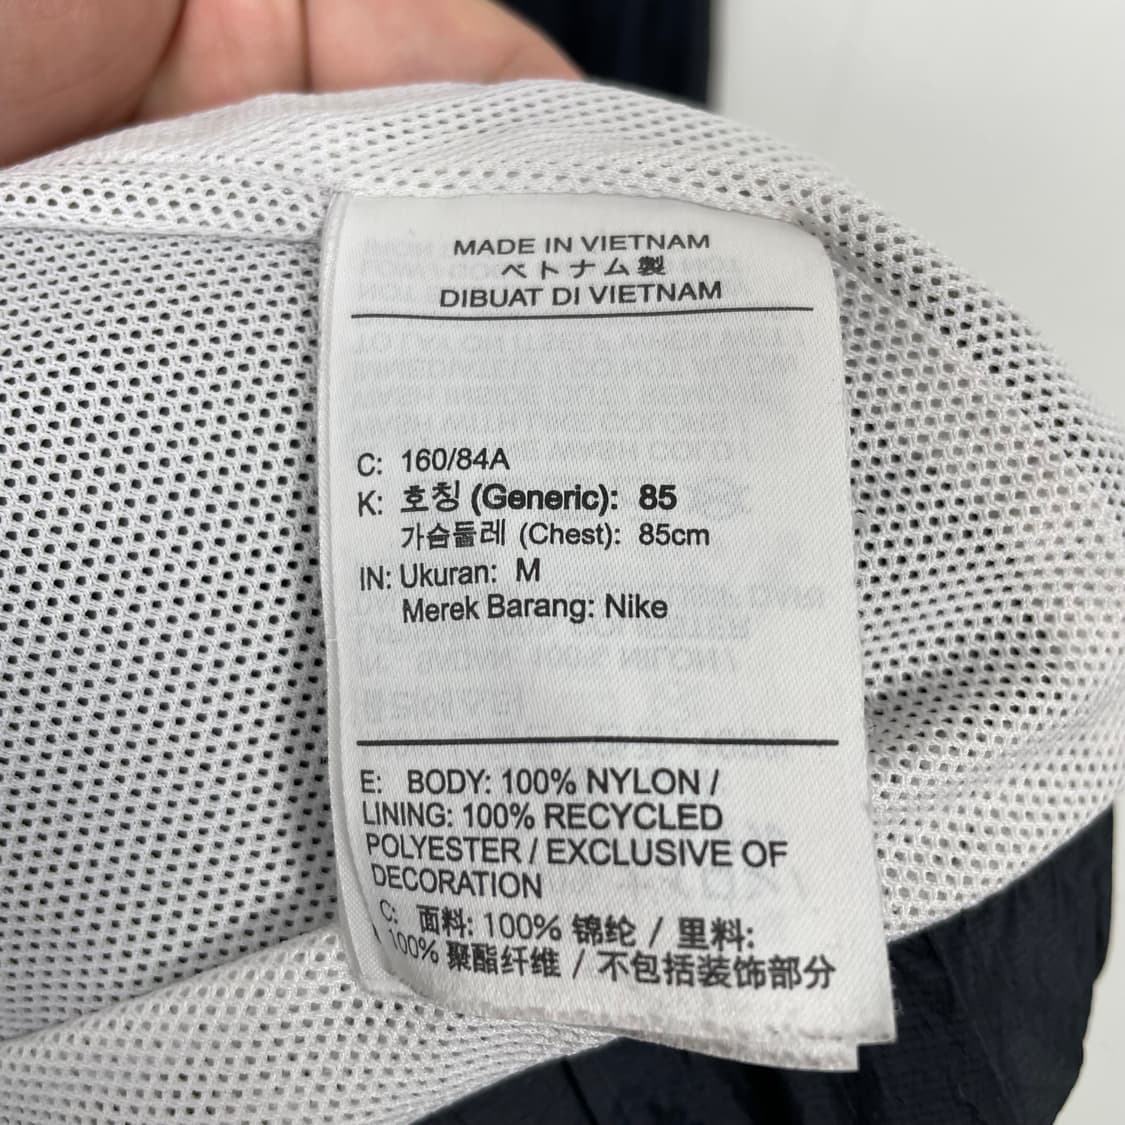 MADE IN VIETNAM
ベトナム製
DIBUAT DI VIETNAM
C: 160/84A
K: 호칭 (Generic): 85
가슴둘레 (Chest): 85cm
IN: Ukuran: M
Merek Barang: Nike
E: BODY: 100% NYLON /
LINING: 100% RECYCLED
POLYESTER / EXCLUSIVE OF
DECORATION
C: 面料: 100% 锦纶 / 里料:
100% 聚酯纤维 / 不包括装饰部分